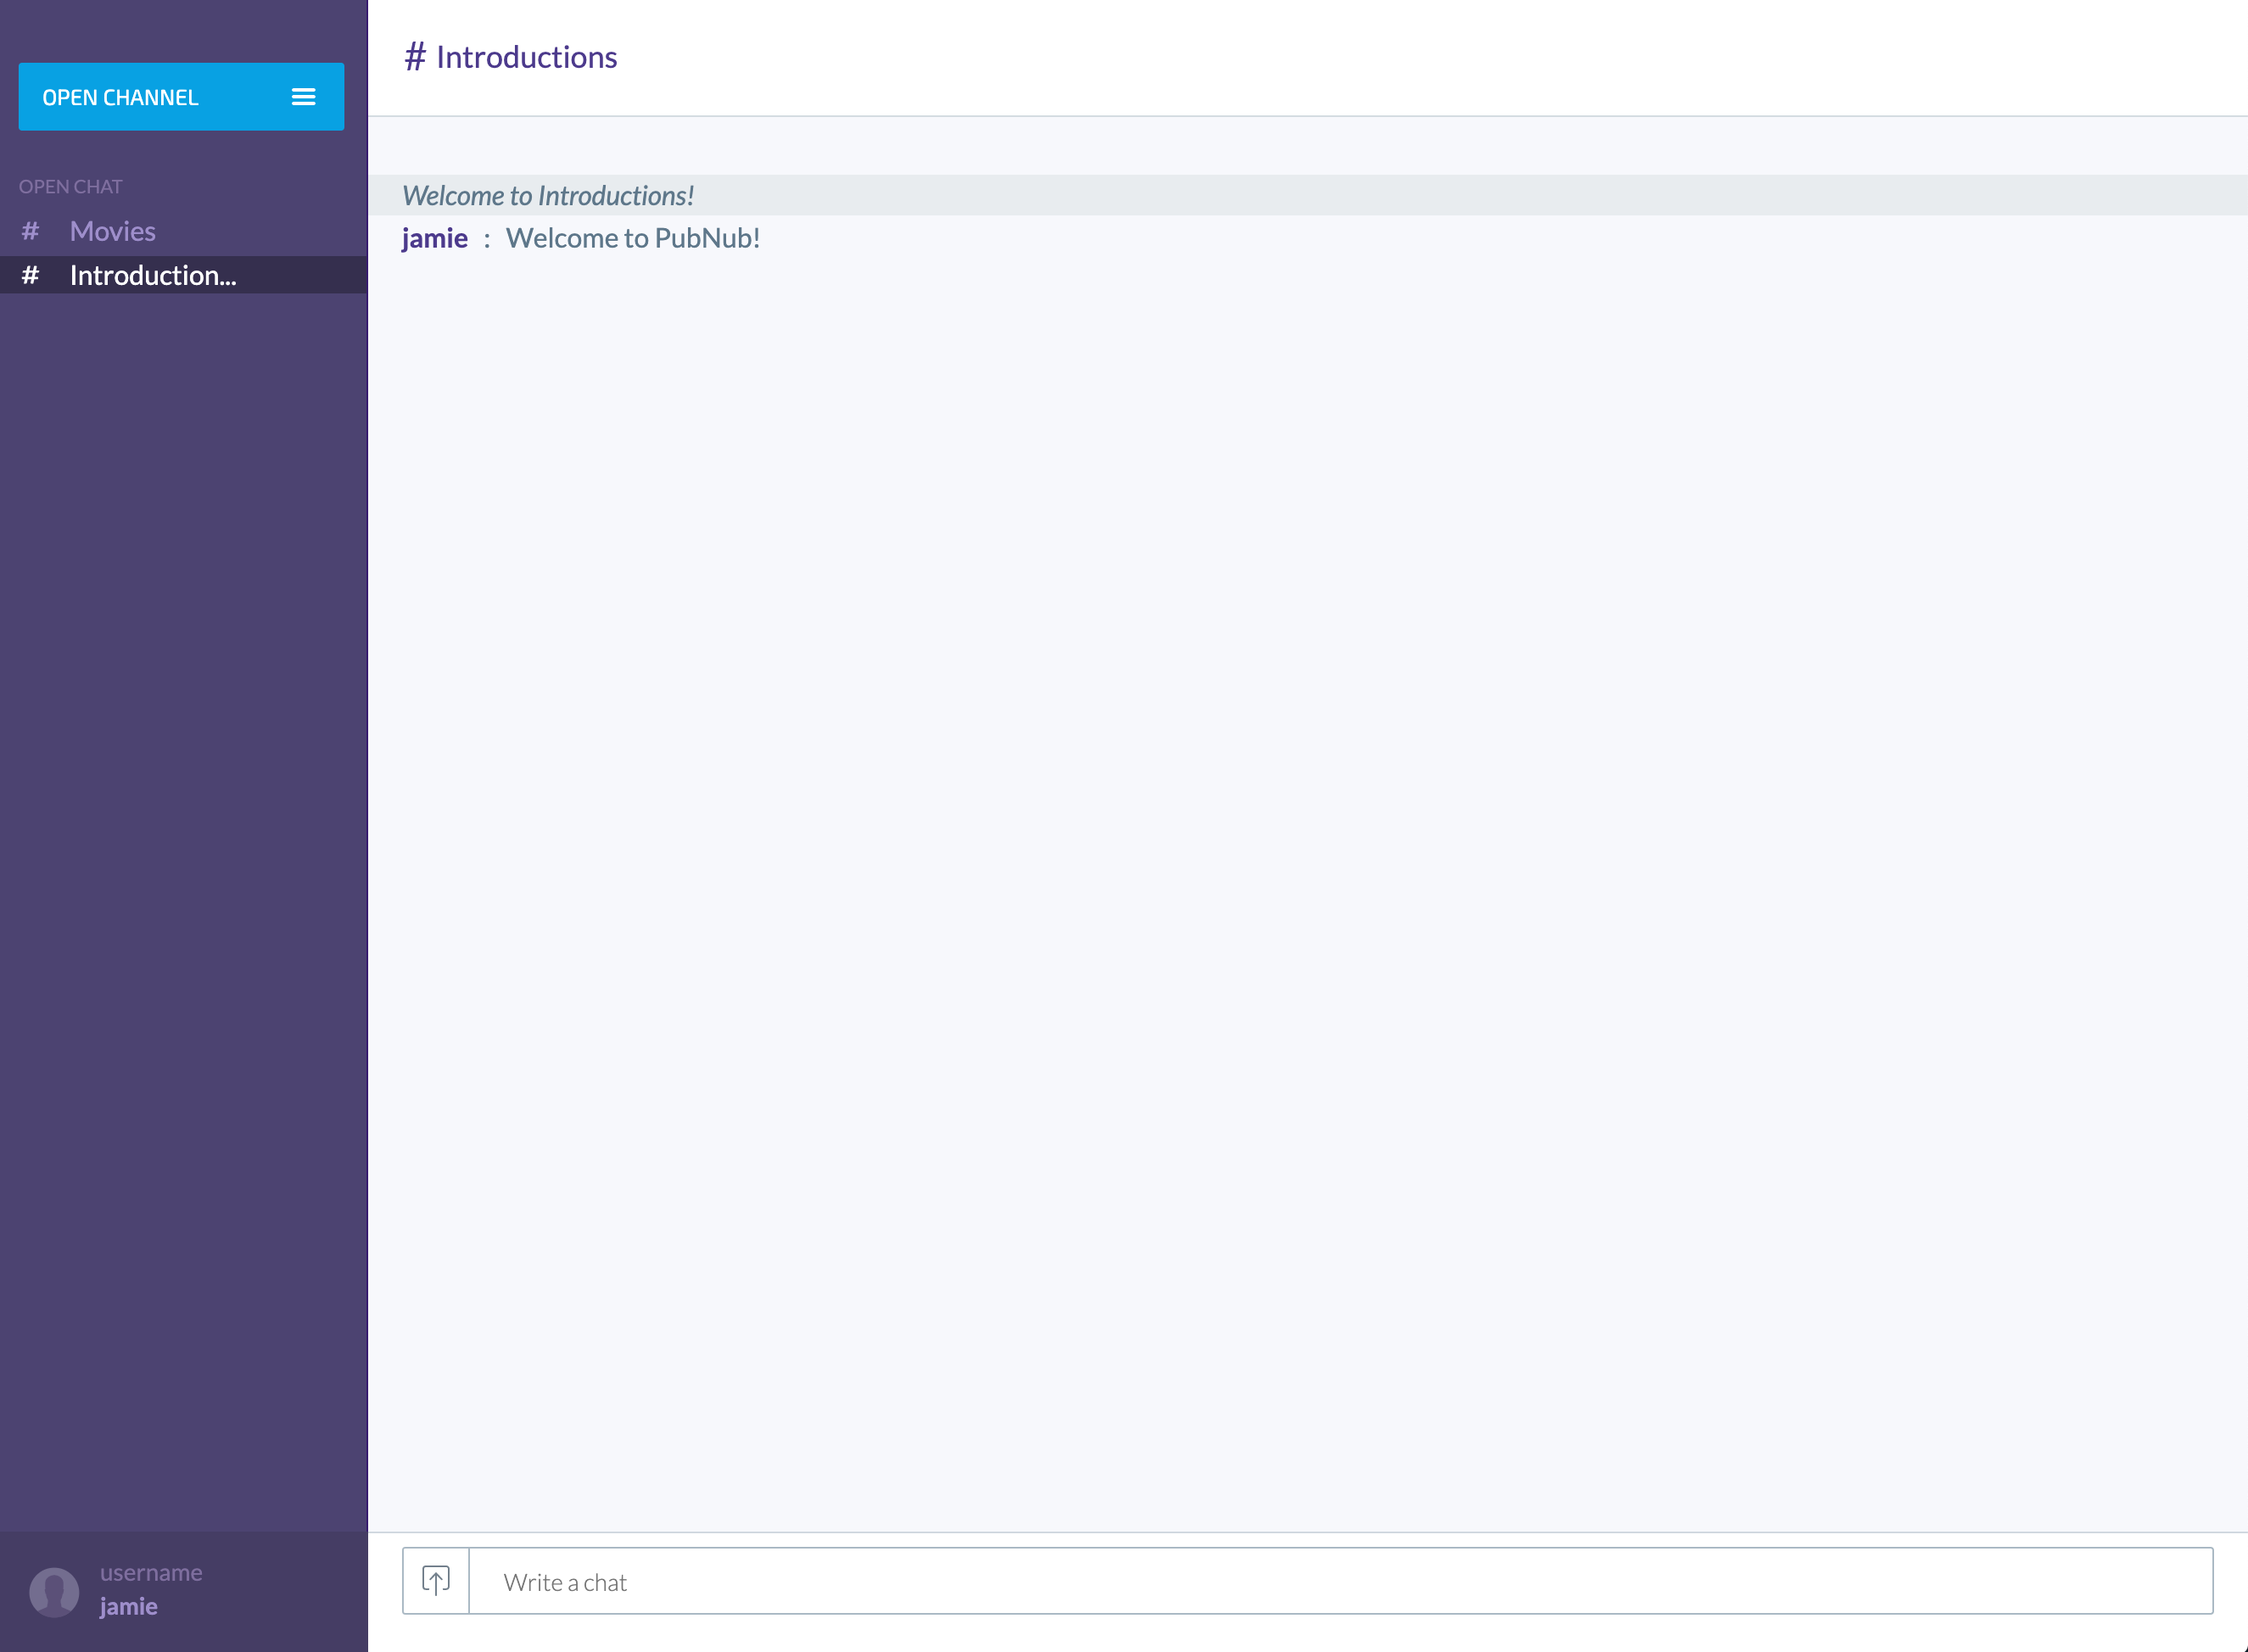 OPEN CHANNEL
OPEN CHAT
# Movies
# Introduction...
username
jamie
# Introductions
Welcome to Introductions!
jamie : Welcome to PubNub!
Write a chat